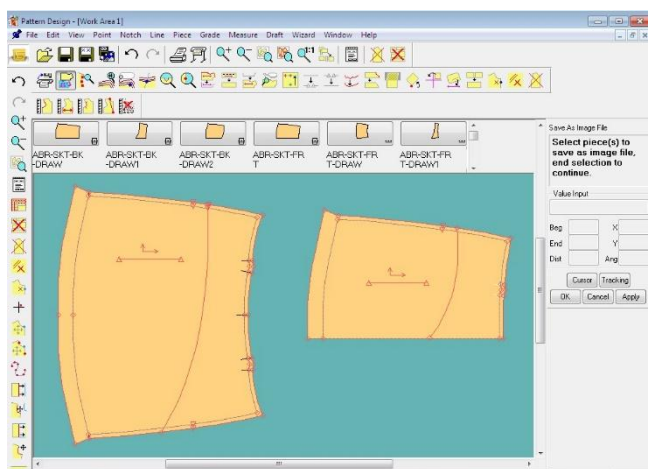 Pattern Design - [Work Area 1]
File Edit View Point Notch Line Piece Grade Measure Draft Wizard Window Help
1:1
ABR-SKT-BK
-DRAW
ABR-SKT-BK
-DRAW1
ABR-SKT-BK
-DRAW2
ABR-SKT-FR
T
ABR-SKT-FR
T-DRAW
ABR-SKT-FR
T-DRAW1
Save As Image File
Select piece(s) to
save as image file,
end selection to
continue.
Value Input
Beg X
End Y
Dist Ang
Cursor Tracking
OK Cancel Apply